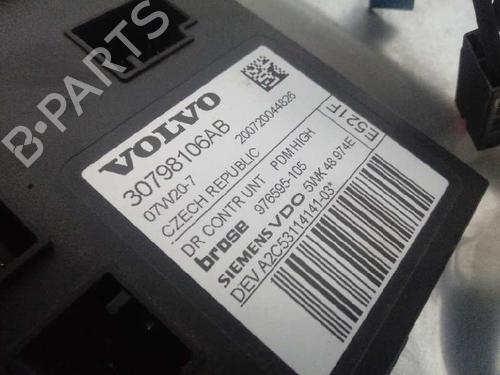 B-PARTS
VOLVO
30798106AB
07W20-7 200720044826
CZECH REPUBLIC
DR CONTR UNT PDM HIGH
brose 976595-105
SIEMENS VDO 5WK 48 974E
DEV A2C53114141-03* E521F